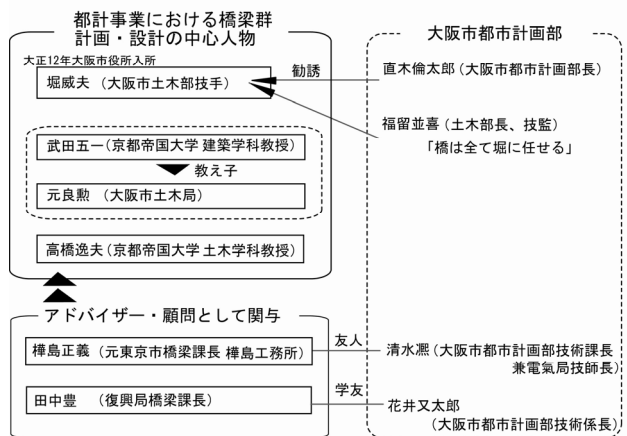 都計事業における橋梁群
計画・設計の中心人物
大正12年大阪市役所入所
堀威夫（大阪市土木部技手）
武田五一(京都帝国大学 建築学科教授)
教え子
元良勲 （大阪市土木局）
高橋逸夫(京都帝国大学 土木学科教授)
アドバイザー・顧問として関与
樺島正義（元東京市橋梁課長 樺島工務所）
田中豊 （復興局橋梁課長）
勧誘
友人
学友
大阪市都市計画部
直木倫太郎(大阪市都市計画部長)
福留並喜（土木部長、技監）
「橋は全て堀に任せる」
清水凞（大阪市都市計画部技術課長
兼電氣局技師長）
花井又太郎
（大阪市都市計画部技術係長）